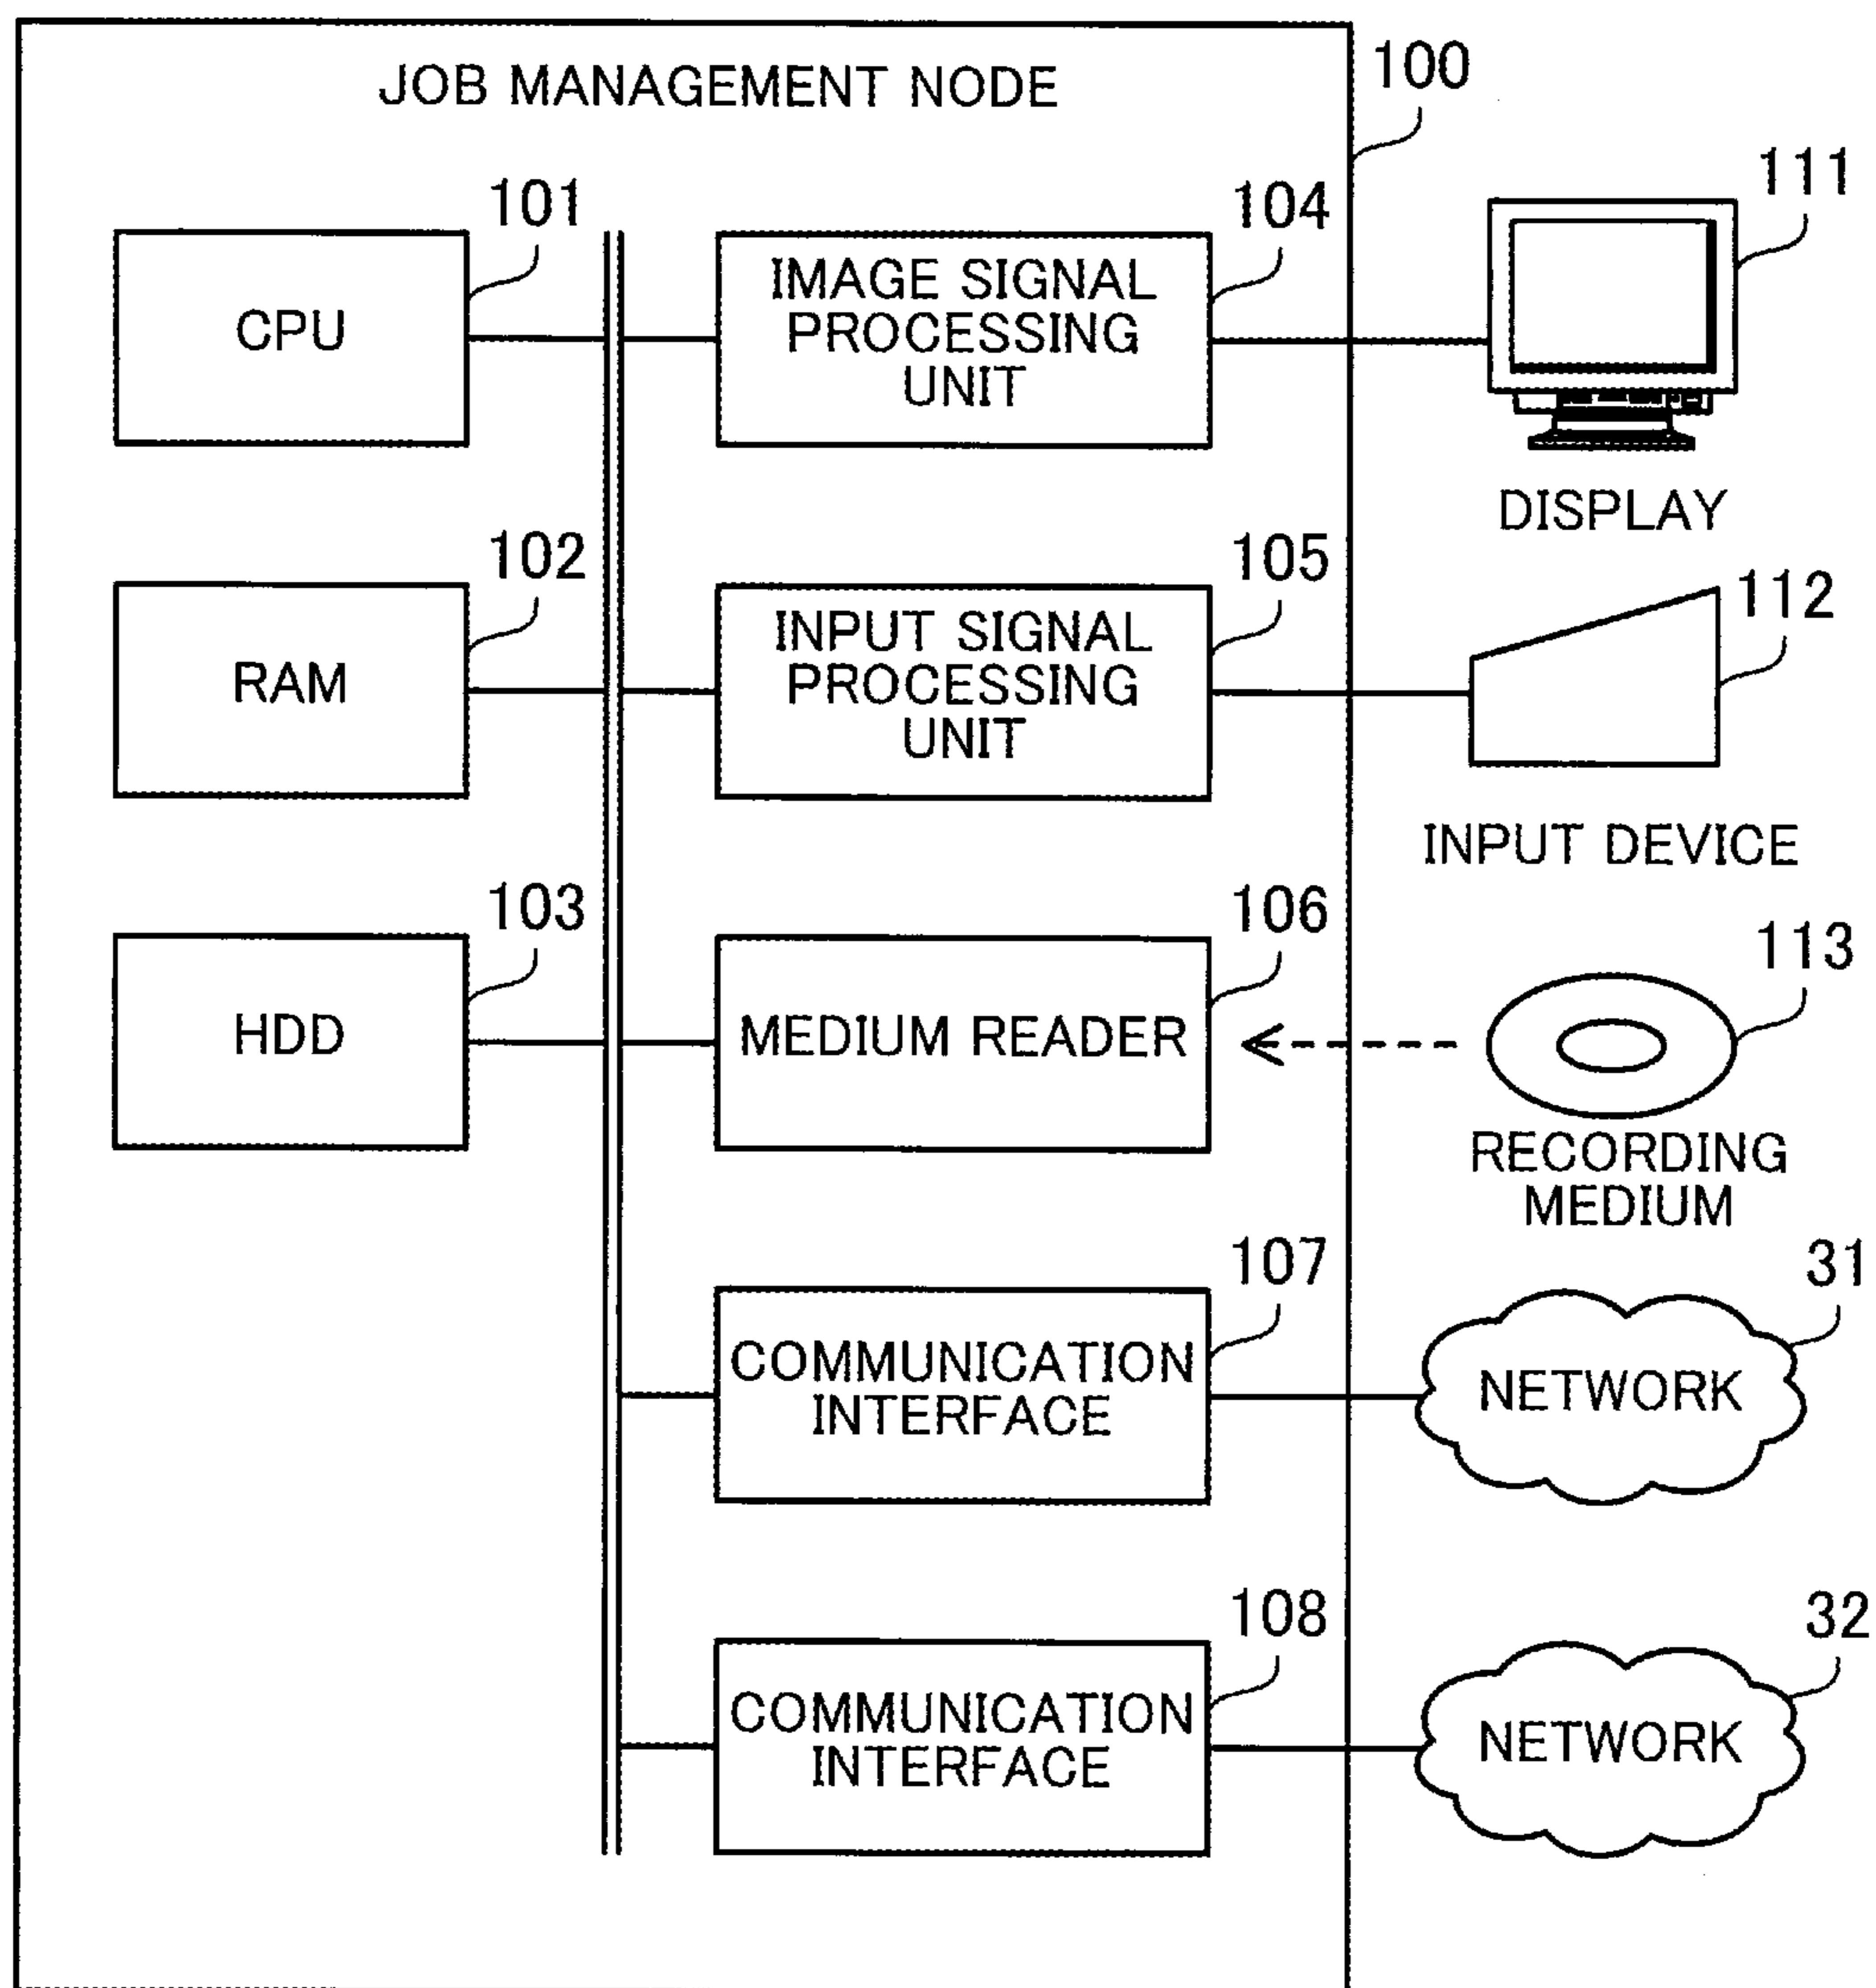 JOB MANAGEMENT NODE
100
101
CPU
104
IMAGE SIGNAL
PROCESSING
UNIT
111
DISPLAY
102
RAM
105
INPUT SIGNAL
PROCESSING
UNIT
112
INPUT DEVICE
103
HDD
106
MEDIUM READER
113
RECORDING
MEDIUM
107
COMMUNICATION
INTERFACE
31
NETWORK
108
COMMUNICATION
INTERFACE
32
NETWORK